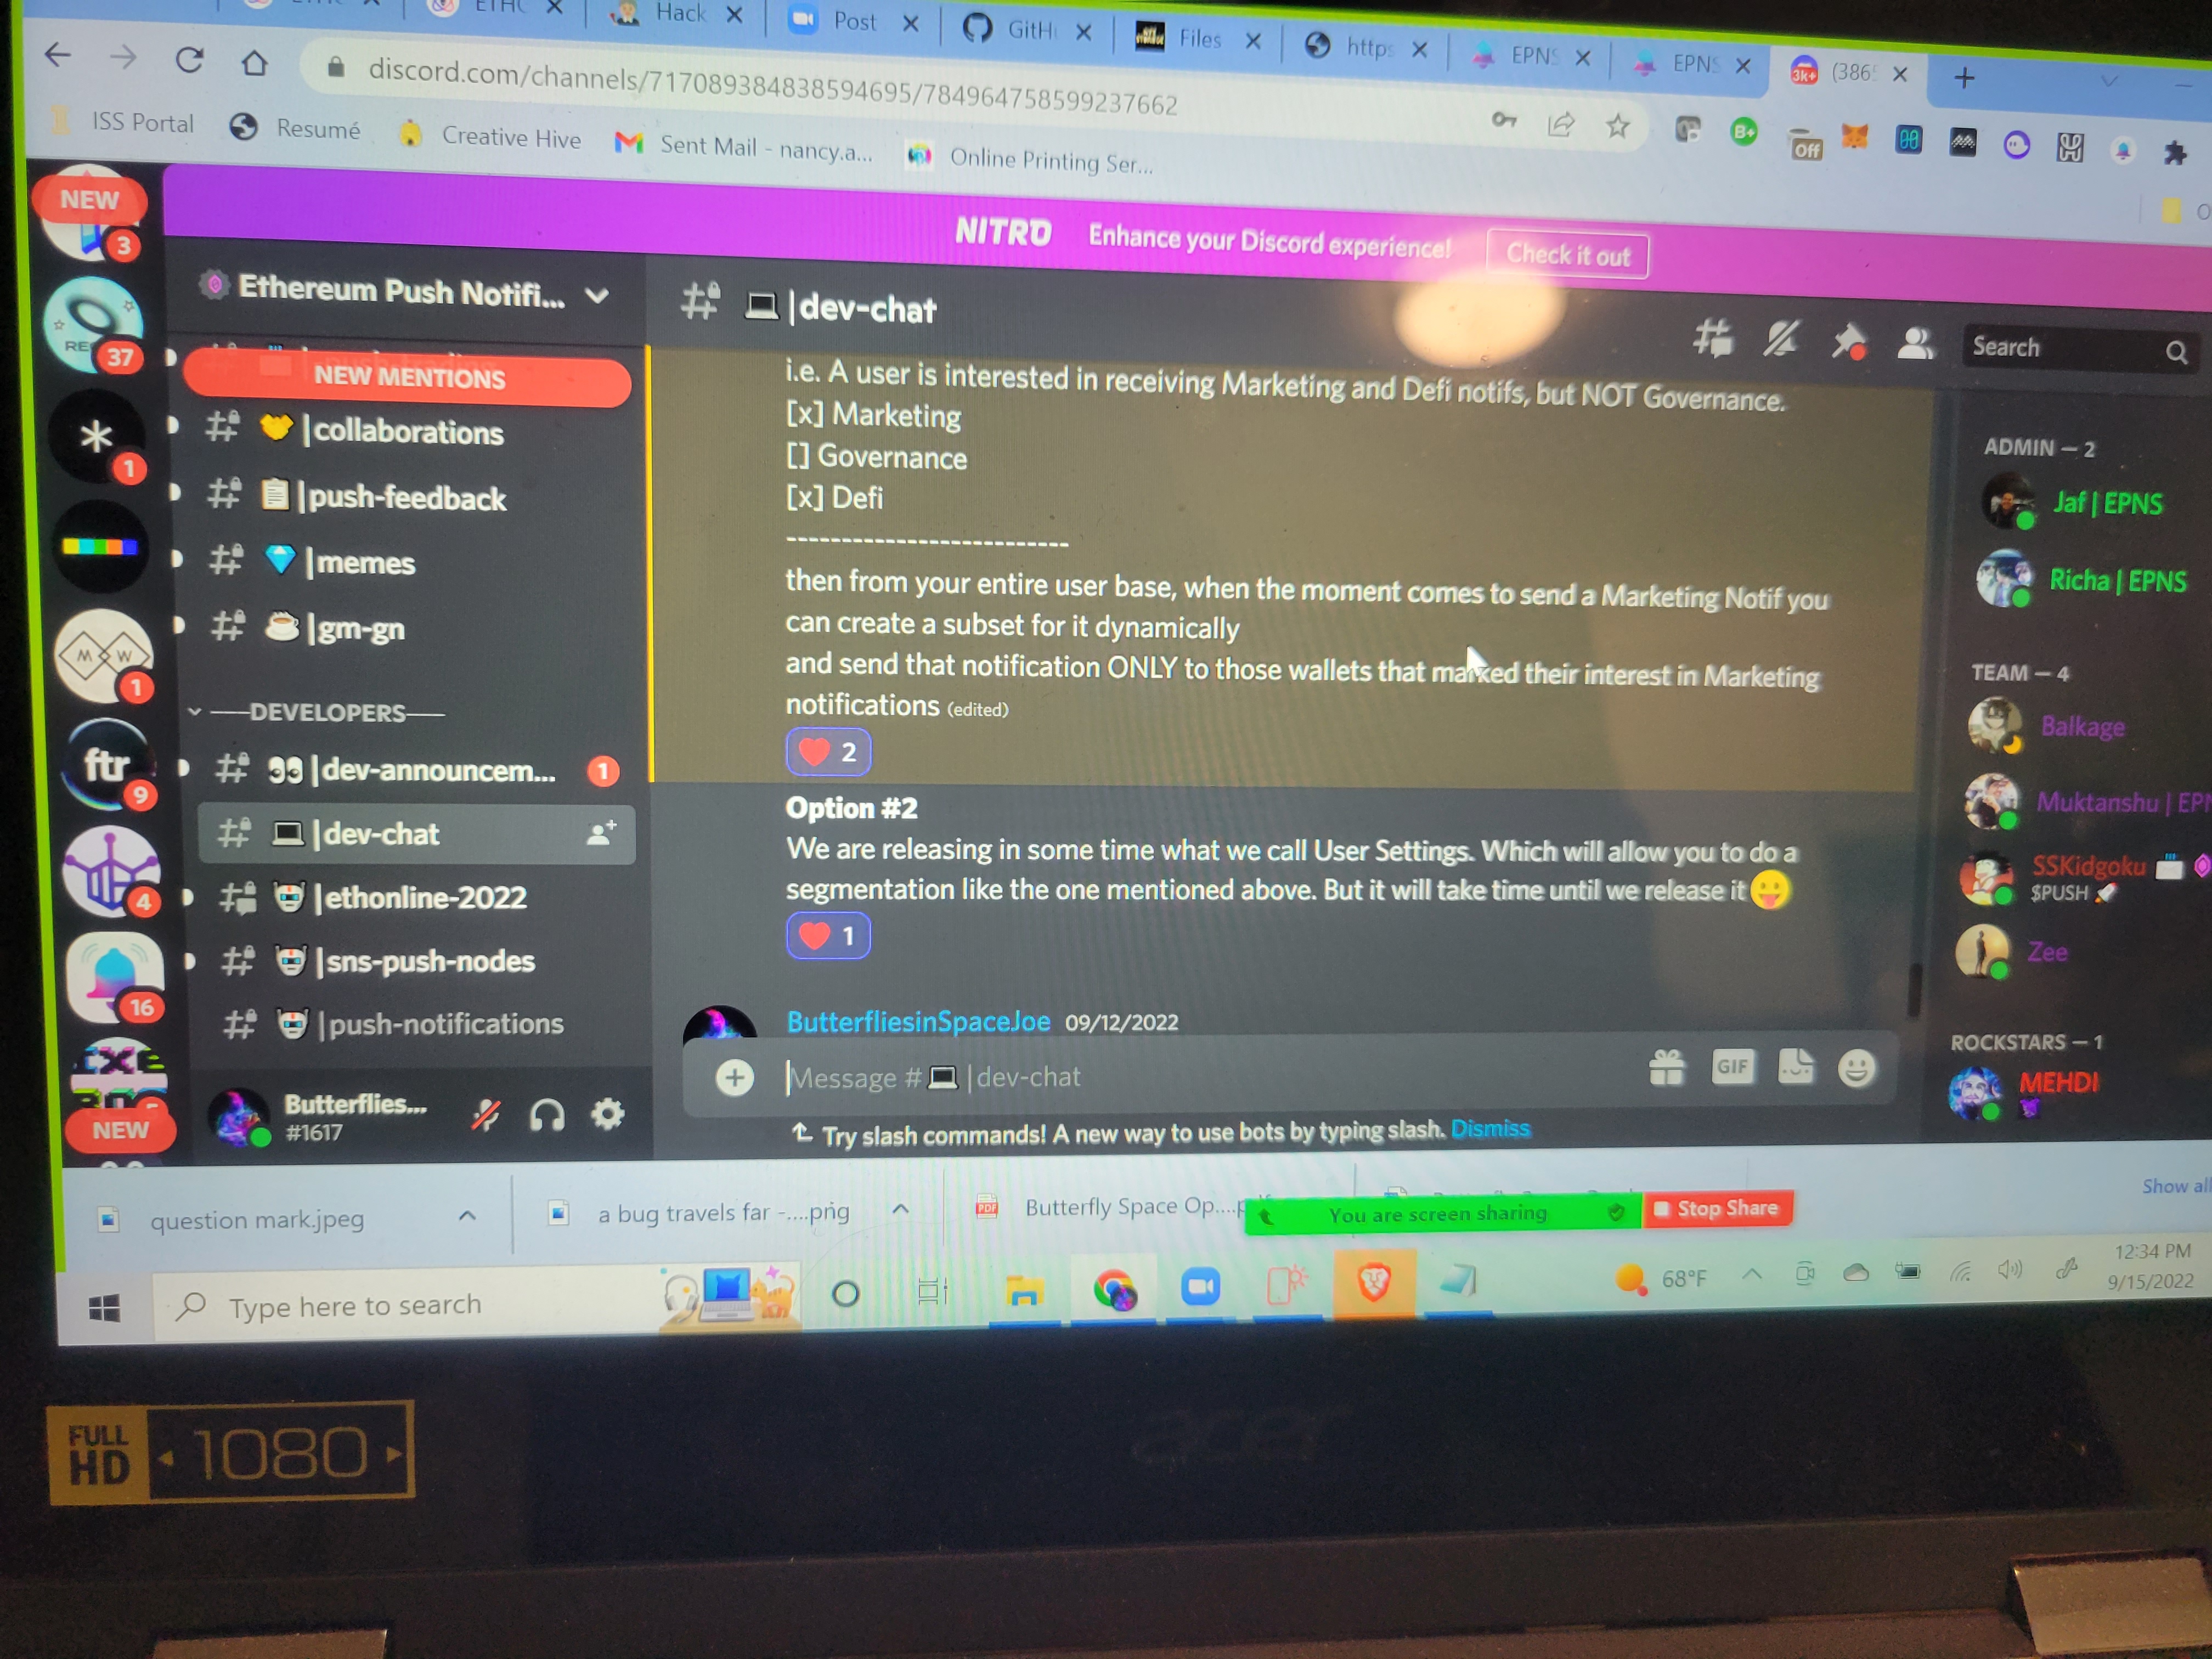 ETHO
Hack
Post
GitH
Files
https
EPNS
EPNS
3k+
(386
discord.com/channels/717089384838594695/784964758599237662
B+
Off
ISS Portal
Resumé
Creative Hive
Sent Mail - nancy.a...
Online Printing Ser...
NITRO
Enhance your Discord experience!
Check it out
NEW
3
37
1
M W
1
ftr
9
4
16
NEW
Ethereum Push Notifi...
NEW MENTIONS
|collaborations
|push-feedback
|memes
|gm-gn
——DEVELOPERS——
|dev-announcem...
1
|dev-chat
|ethonline-2022
|sns-push-nodes
|push-notifications
Butterflies...
#1617
|dev-chat
Search
i.e. A user is interested in receiving Marketing and Defi notifs, but NOT Governance.
[x] Marketing
[] Governance
[x] Defi
--------------------------
then from your entire user base, when the moment comes to send a Marketing Notif you
can create a subset for it dynamically
and send that notification ONLY to those wallets that marked their interest in Marketing
notifications (edited)
2
Option #2
We are releasing in some time what we call User Settings. Which will allow you to do a
segmentation like the one mentioned above. But it will take time until we release it
1
ButterfliesinSpaceJoe 09/12/2022
Message # |dev-chat
GIF
Try slash commands! A new way to use bots by typing slash. Dismiss
ADMIN — 2
Jaf | EPNS
Richa | EPNS
TEAM — 4
Balkage
Muktanshu | EPN
SSKidgoku
$PUSH
Zee
ROCKSTARS — 1
MEHDI
question mark.jpeg
a bug travels far -....png
PDF
Butterfly Space Op....p
You are screen sharing
Stop Share
Show all
Type here to search
68°F
12:34 PM
9/15/2022
FULL
HD
1080
acer